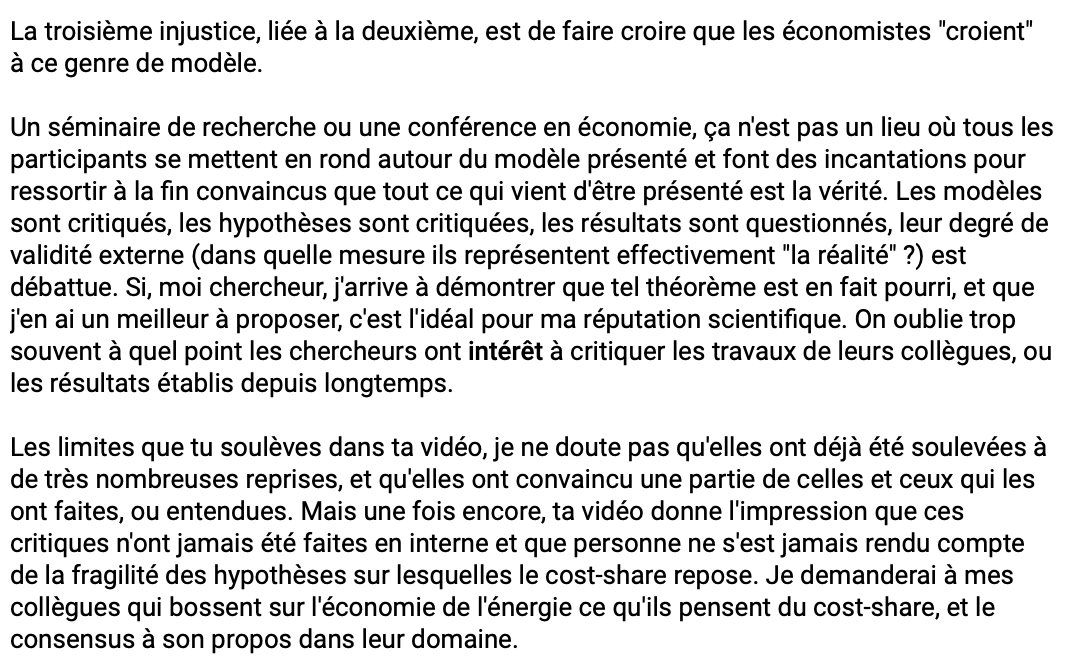 La troisième injustice, liée à la deuxième, est de faire croire que les économistes "croient"
à ce genre de modèle.
Un séminaire de recherche ou une conférence en économie, ça n'est pas un lieu où tous les
participants se mettent en rond autour du modèle présenté et font des incantations pour
ressortir à la fin convaincus que tout ce qui vient d'être présenté est la vérité. Les modèles
sont critiqués, les hypothèses sont critiquées, les résultats sont questionnés, leur degré de
validité externe (dans quelle mesure ils représentent effectivement "la réalité" ?) est
débattue. Si, moi chercheur, j'arrive à démontrer que tel théorème est en fait pourri, et que
j'en ai un meilleur à proposer, c'est l'idéal pour ma réputation scientifique. On oublie trop
souvent à quel point les chercheurs ont intérêt à critiquer les travaux de leurs collègues, ou
les résultats établis depuis longtemps.
Les limites que tu soulèves dans ta vidéo, je ne doute pas qu'elles ont déjà été soulevées à
de très nombreuses reprises, et qu'elles ont convaincu une partie de celles et ceux qui les
ont faites, ou entendues. Mais une fois encore, ta vidéo donne l'impression que ces
critiques n'ont jamais été faites en interne et que personne ne s'est jamais rendu compte
de la fragilité des hypothèses sur lesquelles le cost-share repose. Je demanderai à mes
collègues qui bossent sur l'économie de l'énergie ce qu'ils pensent du cost-share, et le
consensus à son propos dans leur domaine.